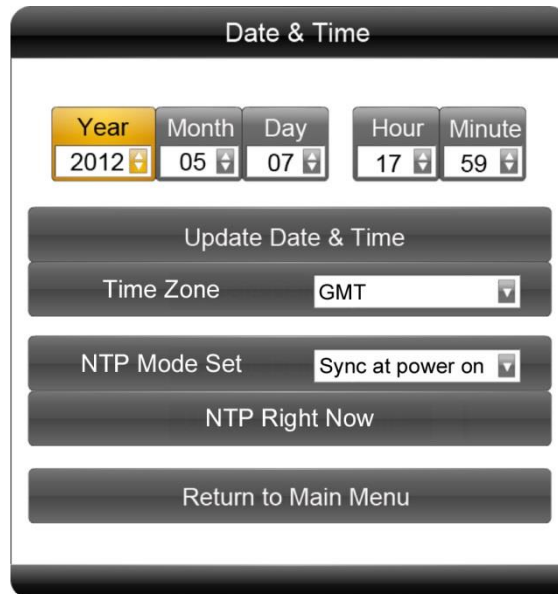 Date & Time
Year Month Day Hour Minute
2012 05 07 17 59
Update Date & Time
Time Zone GMT
NTP Mode Set Sync at power on
NTP Right Now
Return to Main Menu